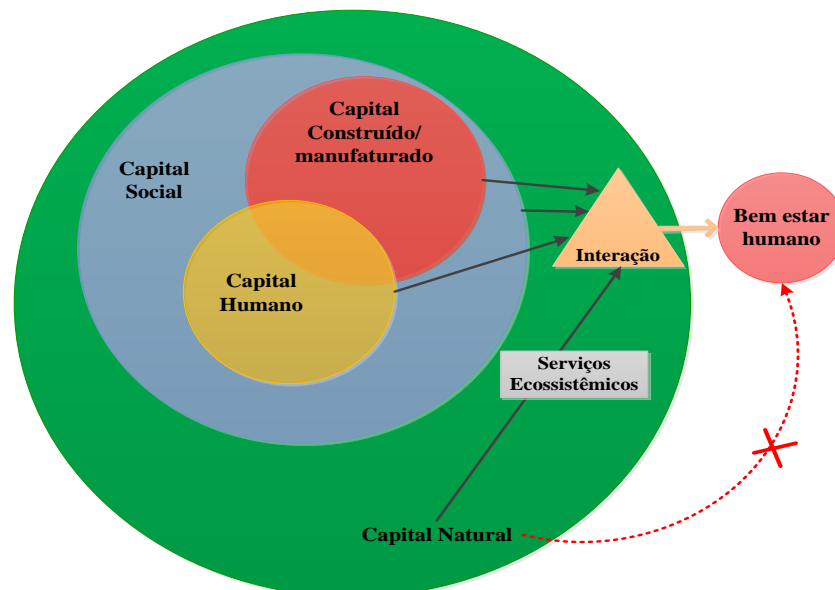 Capital
Construído/
manufaturado
Capital
Social
Capital
Humano
Interação
Bem estar
humano
Serviços
Ecossistêmicos
Capital Natural